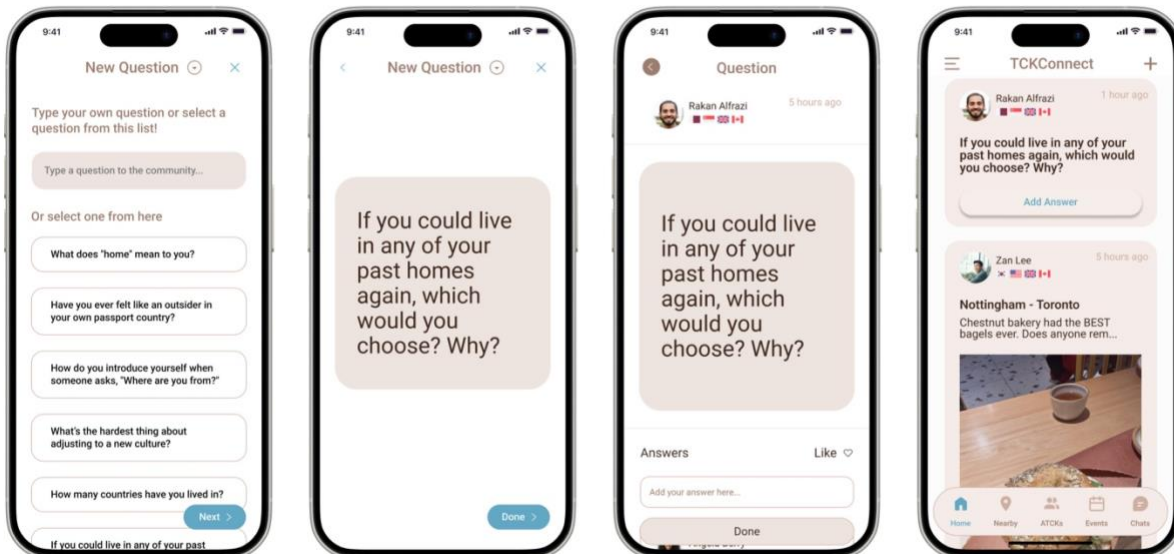 9:41
New Question
Type your own question or select a
question from this list!
Type a question to the community...
Or select one from here
What does "home" mean to you?
Have you ever felt like an outsider in
your own passport country?
How do you introduce yourself when
someone asks, "Where are you from?"
What's the hardest thing about
adjusting to a new culture?
How many countries have you lived in?
Next >
If you could live in any of your past
9:41
New Question
If you could live
in any of your
past homes
again, which
would you
choose? Why?
Done >
9:41
Question
Rakan Alfrazi
5 hours ago
If you could live
in any of your
past homes
again, which
would you
choose? Why?
Answers
Like
Add your answer here...
Done
9:41
TCKConnect
Rakan Alfrazi
1 hour ago
If you could live in any of your
past homes again, which would
you choose? Why?
Add Answer
Zan Lee
5 hours ago
Nottingham - Toronto
Chestnut bakery had the BEST
bagels ever. Does anyone rem...
Home
Nearby
ATCKs
Events
Chats